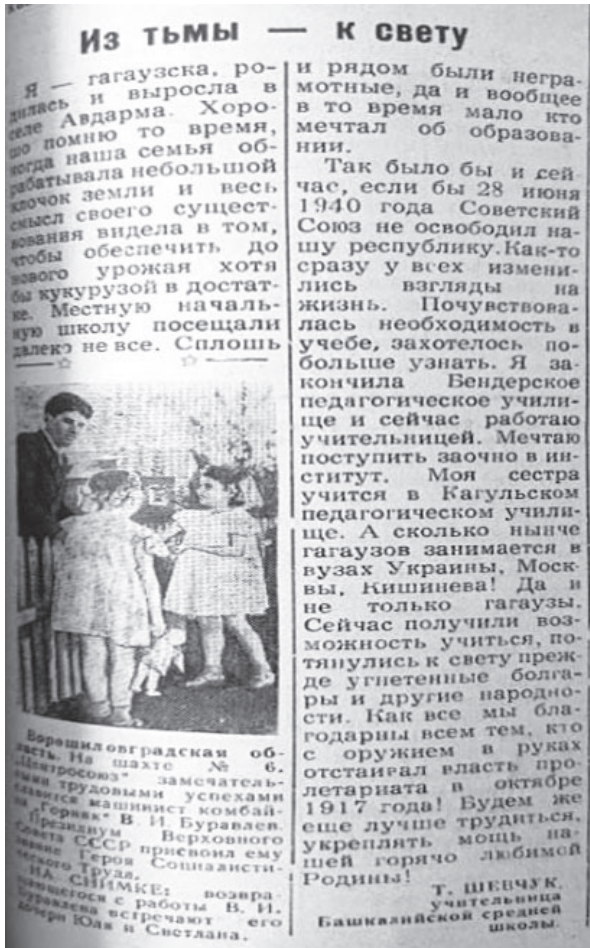 Из тьмы — к свету
Я — гагаузска, ро-
дилась и выросла в
селе Авдарма. Хоро-
шо помню то время,
когда наша семья об-
рабатывала небольшой
клочок земли и весь
смысл своего сущест-
вования видела в том,
чтобы обеспечить до
нового урожая хотя
бы кукурузой в достат-
ке. Местную началь-
ную школу посещали
далеко не все. Сплошь
и рядом были негра-
мотные, да и вообщее
в то время мало кто
мечтал об образова-
нии.
Так было бы и сей
час, если бы 28 июня
1940 года Советский
Союз не освободил на-
шу республику. Как-то
сразу у всех измени-
лись взгляды на
жизнь. Почувствова-
лась необходимость в
учебе, захотелось по-
больше узнать. Я за-
кончила Бендерское
педагогическое учили-
ще и сейчас работаю
учительницей. Мечтаю
поступить заочно в ин-
ститут. Моя сестра
учится в Кагульском
педагогическом учили-
ще. А сколько нынче
гагаузов занимается в
вузах Украины, Моск-
вы, Кишинева! Да и
не только гагаузы.
Сейчас получили воз-
можность учиться, по-
тянулись к свету преж-
де угнетенные болга-
ры и другие народно-
сти. Как все мы бла-
годарны всем тем, кто
с оружием в руках
отстаивал власть про-
летариата в октябре
1917 года! Будем же
еще лучше трудиться,
укреплять мощь на-
шей горячо любимой
Родины!
Т. ШЕВЧУК,
учительница
Башкалийской средней
школы.
Ворошиловградская об-
ласть. На шахте № 6.
"Центросоюз" замечатель-
ными трудовыми успехами
славится машинист комбай-
на "Горняк" В. И. Буравлев.
Президиум Верховного
Совета СССР присвоил ему
звание Героя Социалисти-
ческого Труда.
НА СНИМКЕ: возвра-
щающегося с работы В. И.
Буравлева встречают его
дочери Юля и Светлана.